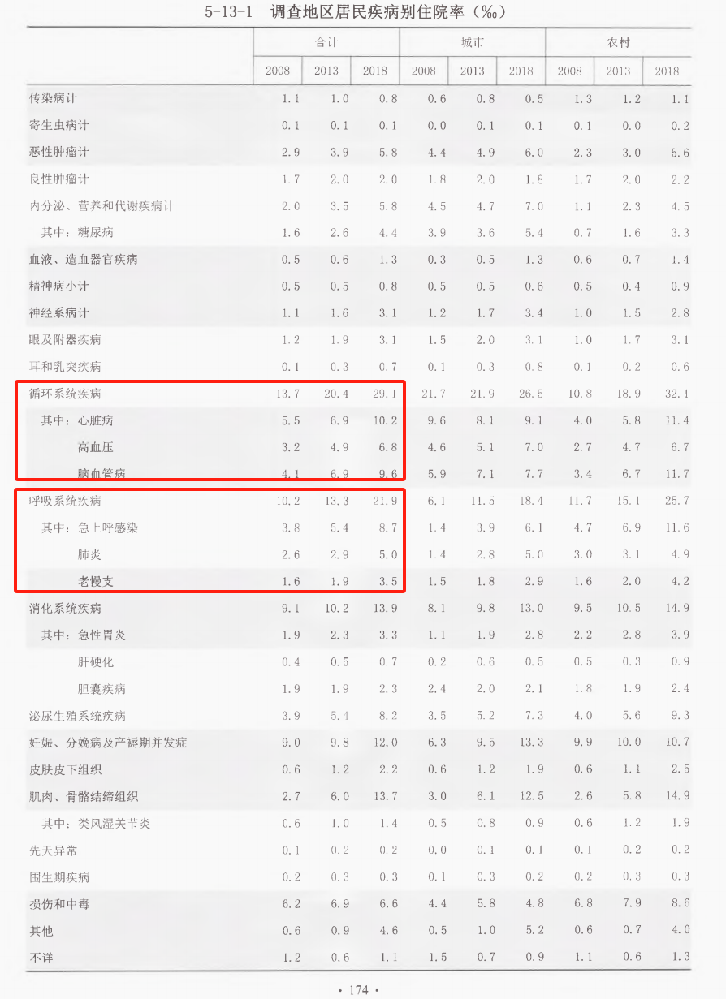 5-13-1 调查地区居民疾病别住院率（‰）
合计 城市 农村
2008 2013 2018 2008 2013 2018 2008 2013 2018
传染病计 1.1 1.0 0.8 0.6 0.8 0.5 1.3 1.2 1.1
寄生虫病计 0.1 0.1 0.1 0.0 0.1 0.1 0.1 0.0 0.2
恶性肿瘤计 2.9 3.9 5.8 4.4 4.9 6.0 2.3 3.0 5.6
良性肿瘤计 1.7 2.0 2.0 1.8 2.0 1.8 1.7 2.0 2.2
内分泌、营养和代谢疾病计 2.0 3.5 5.8 4.5 4.7 7.0 1.1 2.3 4.5
其中：糖尿病 1.6 2.6 4.4 3.9 3.6 5.4 0.7 1.6 3.3
血液、造血器官疾病 0.5 0.6 1.3 0.3 0.5 1.3 0.6 0.7 1.4
精神病小计 0.5 0.5 0.8 0.5 0.5 0.6 0.5 0.4 0.9
神经系病计 1.1 1.6 3.1 1.2 1.7 3.4 1.0 1.5 2.8
眼及附器疾病 1.2 1.9 3.1 1.5 2.0 3.1 1.0 1.7 3.1
耳和乳突疾病 0.1 0.3 0.7 0.1 0.3 0.8 0.1 0.2 0.6
循环系统疾病 13.7 20.4 29.1 21.7 21.9 26.5 10.8 18.9 32.1
其中：心脏病 5.5 6.9 10.2 9.6 8.1 9.1 4.0 5.8 11.4
高血压 3.2 4.9 6.8 4.6 5.1 7.0 2.7 4.7 6.7
脑血管病 4.1 6.9 9.6 5.9 7.1 7.7 3.4 6.7 11.7
呼吸系统疾病 10.2 13.3 21.9 6.1 11.5 18.4 11.7 15.1 25.7
其中：急上呼感染 3.8 5.4 8.7 1.4 3.9 6.1 4.7 6.9 11.6
肺炎 2.6 2.9 5.0 1.4 2.8 5.0 3.0 3.1 4.9
老慢支 1.6 1.9 3.5 1.5 1.8 2.9 1.6 2.0 4.2
消化系统疾病 9.1 10.2 13.9 8.1 9.8 13.0 9.5 10.5 14.9
其中：急性胃炎 1.9 2.3 3.3 1.1 1.9 2.8 2.2 2.8 3.9
肝硬化 0.4 0.5 0.7 0.2 0.6 0.5 0.5 0.3 0.9
胆囊疾病 1.9 1.9 2.3 2.4 2.0 2.1 1.8 1.9 2.4
泌尿生殖系统疾病 3.9 5.4 8.2 3.5 5.2 7.3 4.0 5.6 9.3
妊娠、分娩病及产褥期并发症 9.0 9.8 12.0 6.3 9.5 13.3 9.9 10.0 10.7
皮肤皮下组织 0.6 1.2 2.2 0.6 1.2 1.9 0.6 1.1 2.5
肌肉、骨骼结缔组织 2.7 6.0 13.7 3.0 6.1 12.5 2.6 5.8 14.9
其中：类风湿关节炎 0.6 1.0 1.4 0.5 0.8 0.9 0.6 1.2 1.9
先天异常 0.1 0.2 0.2 0.0 0.1 0.1 0.1 0.2 0.2
围生期疾病 0.2 0.3 0.3 0.1 0.3 0.2 0.2 0.3 0.3
损伤和中毒 6.2 6.9 6.6 4.4 5.8 4.8 6.8 7.9 8.6
其他 0.6 0.9 4.6 0.5 1.0 5.2 0.6 0.7 4.0
不详 1.2 0.6 1.1 1.5 0.7 0.9 1.1 0.6 1.3
· 174 ·